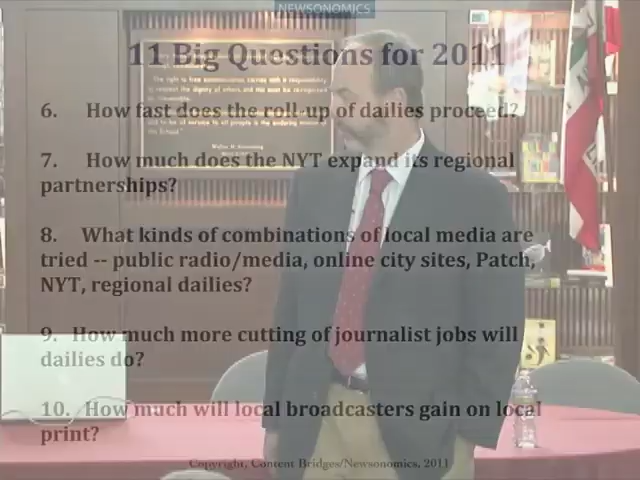 NEWSONOMICS
11 Big Questions for 2011
6. How fast does the roll-up of dailies proceed?
7. How much does the NYT expand its regional
partnerships?
8. What kinds of combinations of local media are
tried -- public radio/media, online city sites, Patch,
NYT, regional dailies?
9. How much more cutting of journalist jobs will
dailies do?
10. How much will local broadcasters gain on local
print?
Copyright, Content Bridges/Newsonomics, 2011